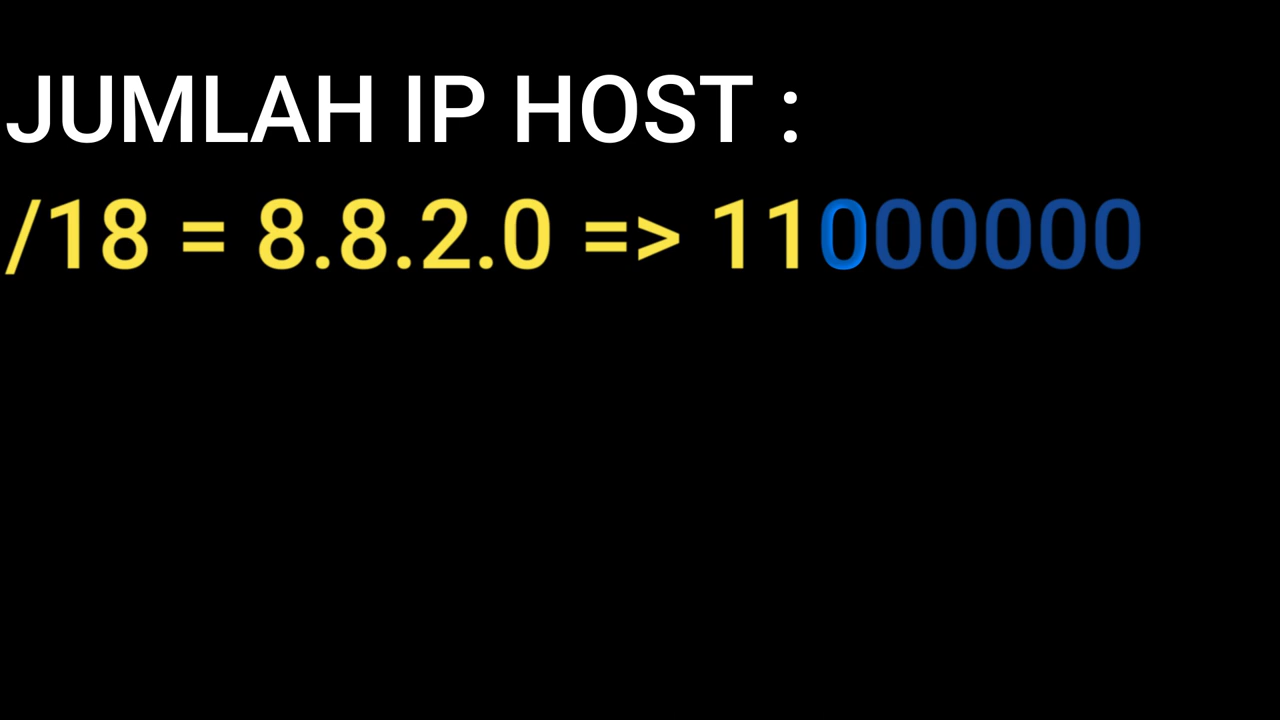 JUMLAH IP HOST :
/18 = 8.8.2.0 => 11000000